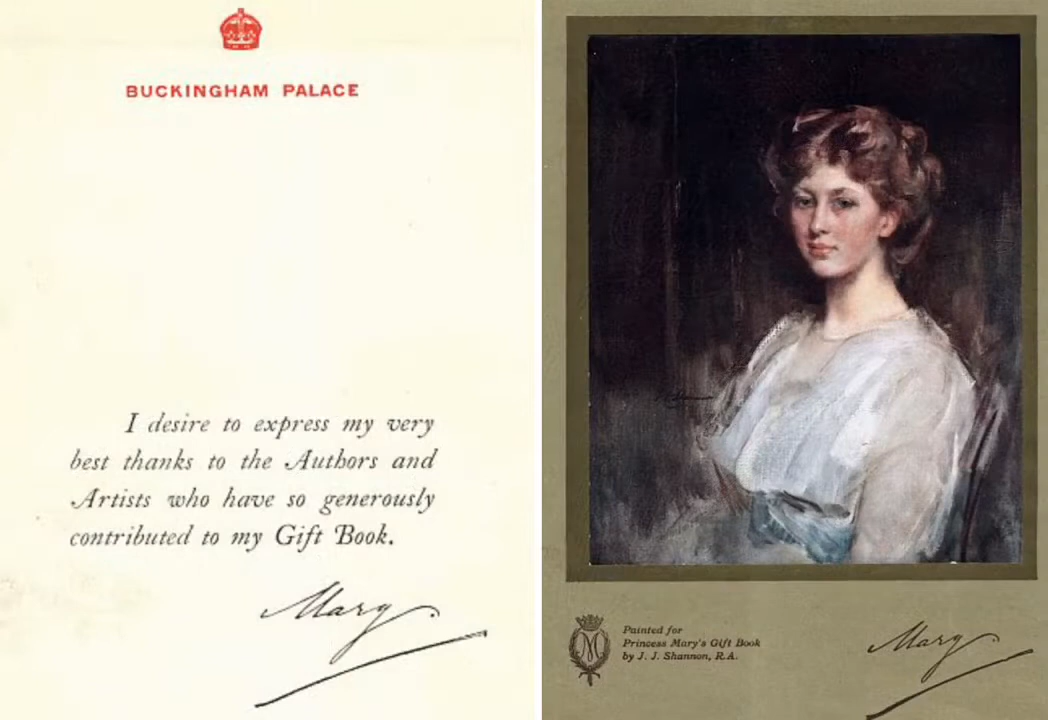 BUCKINGHAM PALACE
I desire to express my very
best thanks to the Authors and
Artists who have so generously
contributed to my Gift Book.
Mary
Painted for
Princess Mary's Gift Book
by J. J. Shannon, R.A.
M
Mary